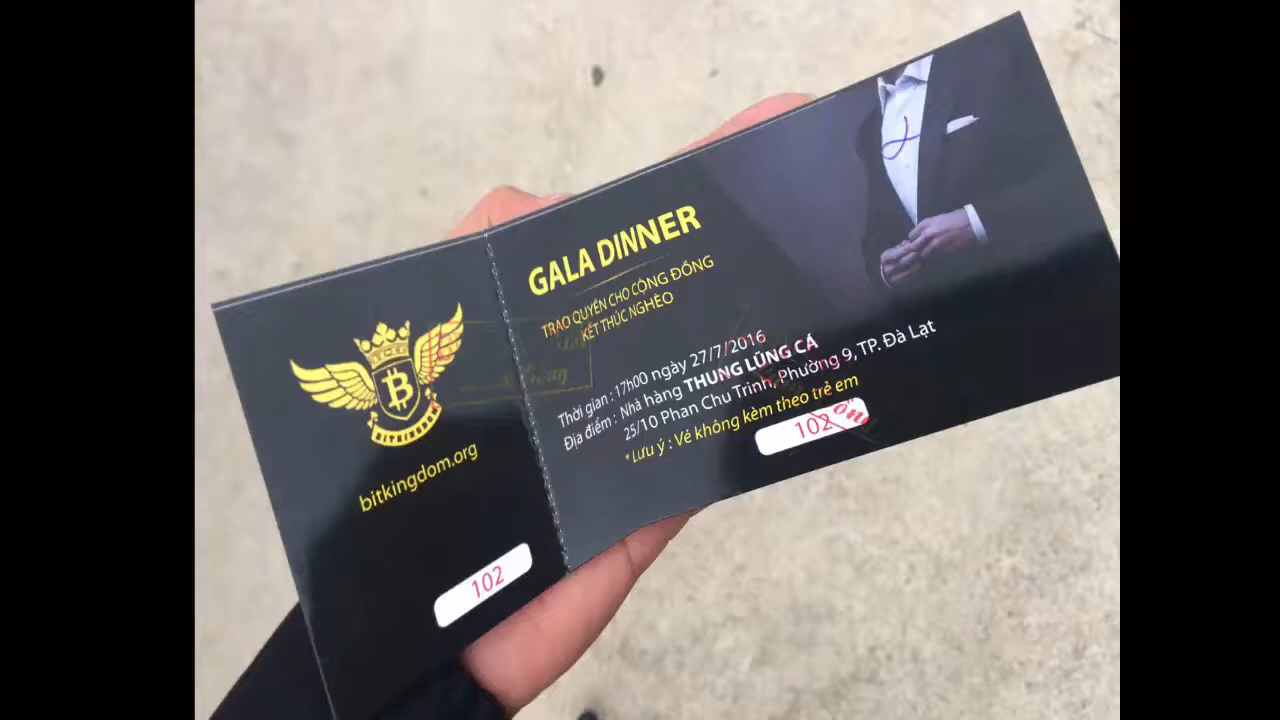 BITKINGDOM
bitkingdom.org
102
GALA DINNER
TRAO QUYỀN CHO CỘNG ĐỒNG
KẾT THÚC NGHÈO
Thời gian : 17h00 ngày 27/7/2016
Địa điểm : Nhà hàng THUNG LŨNG CÁ
25/10 Phan Chu Trinh, Phường 9, TP. Đà Lạt
* Lưu ý : Vé không kèm theo trẻ em
102